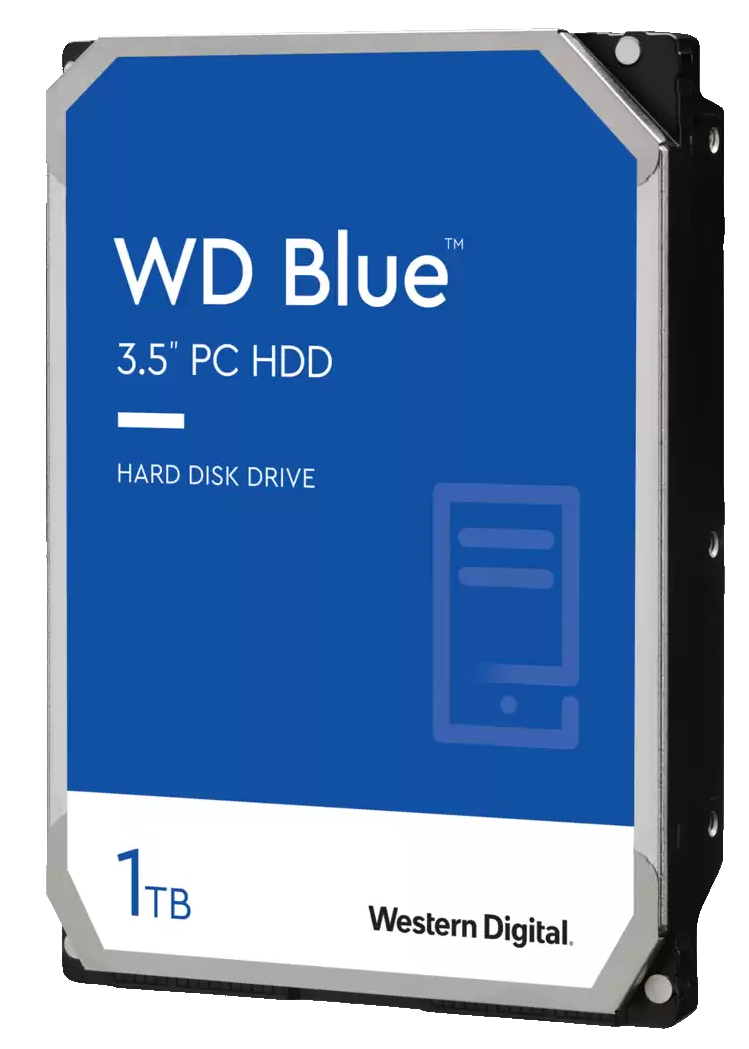 WD Blue™
3.5" PC HDD
HARD DISK DRIVE
1TB
Western Digital.